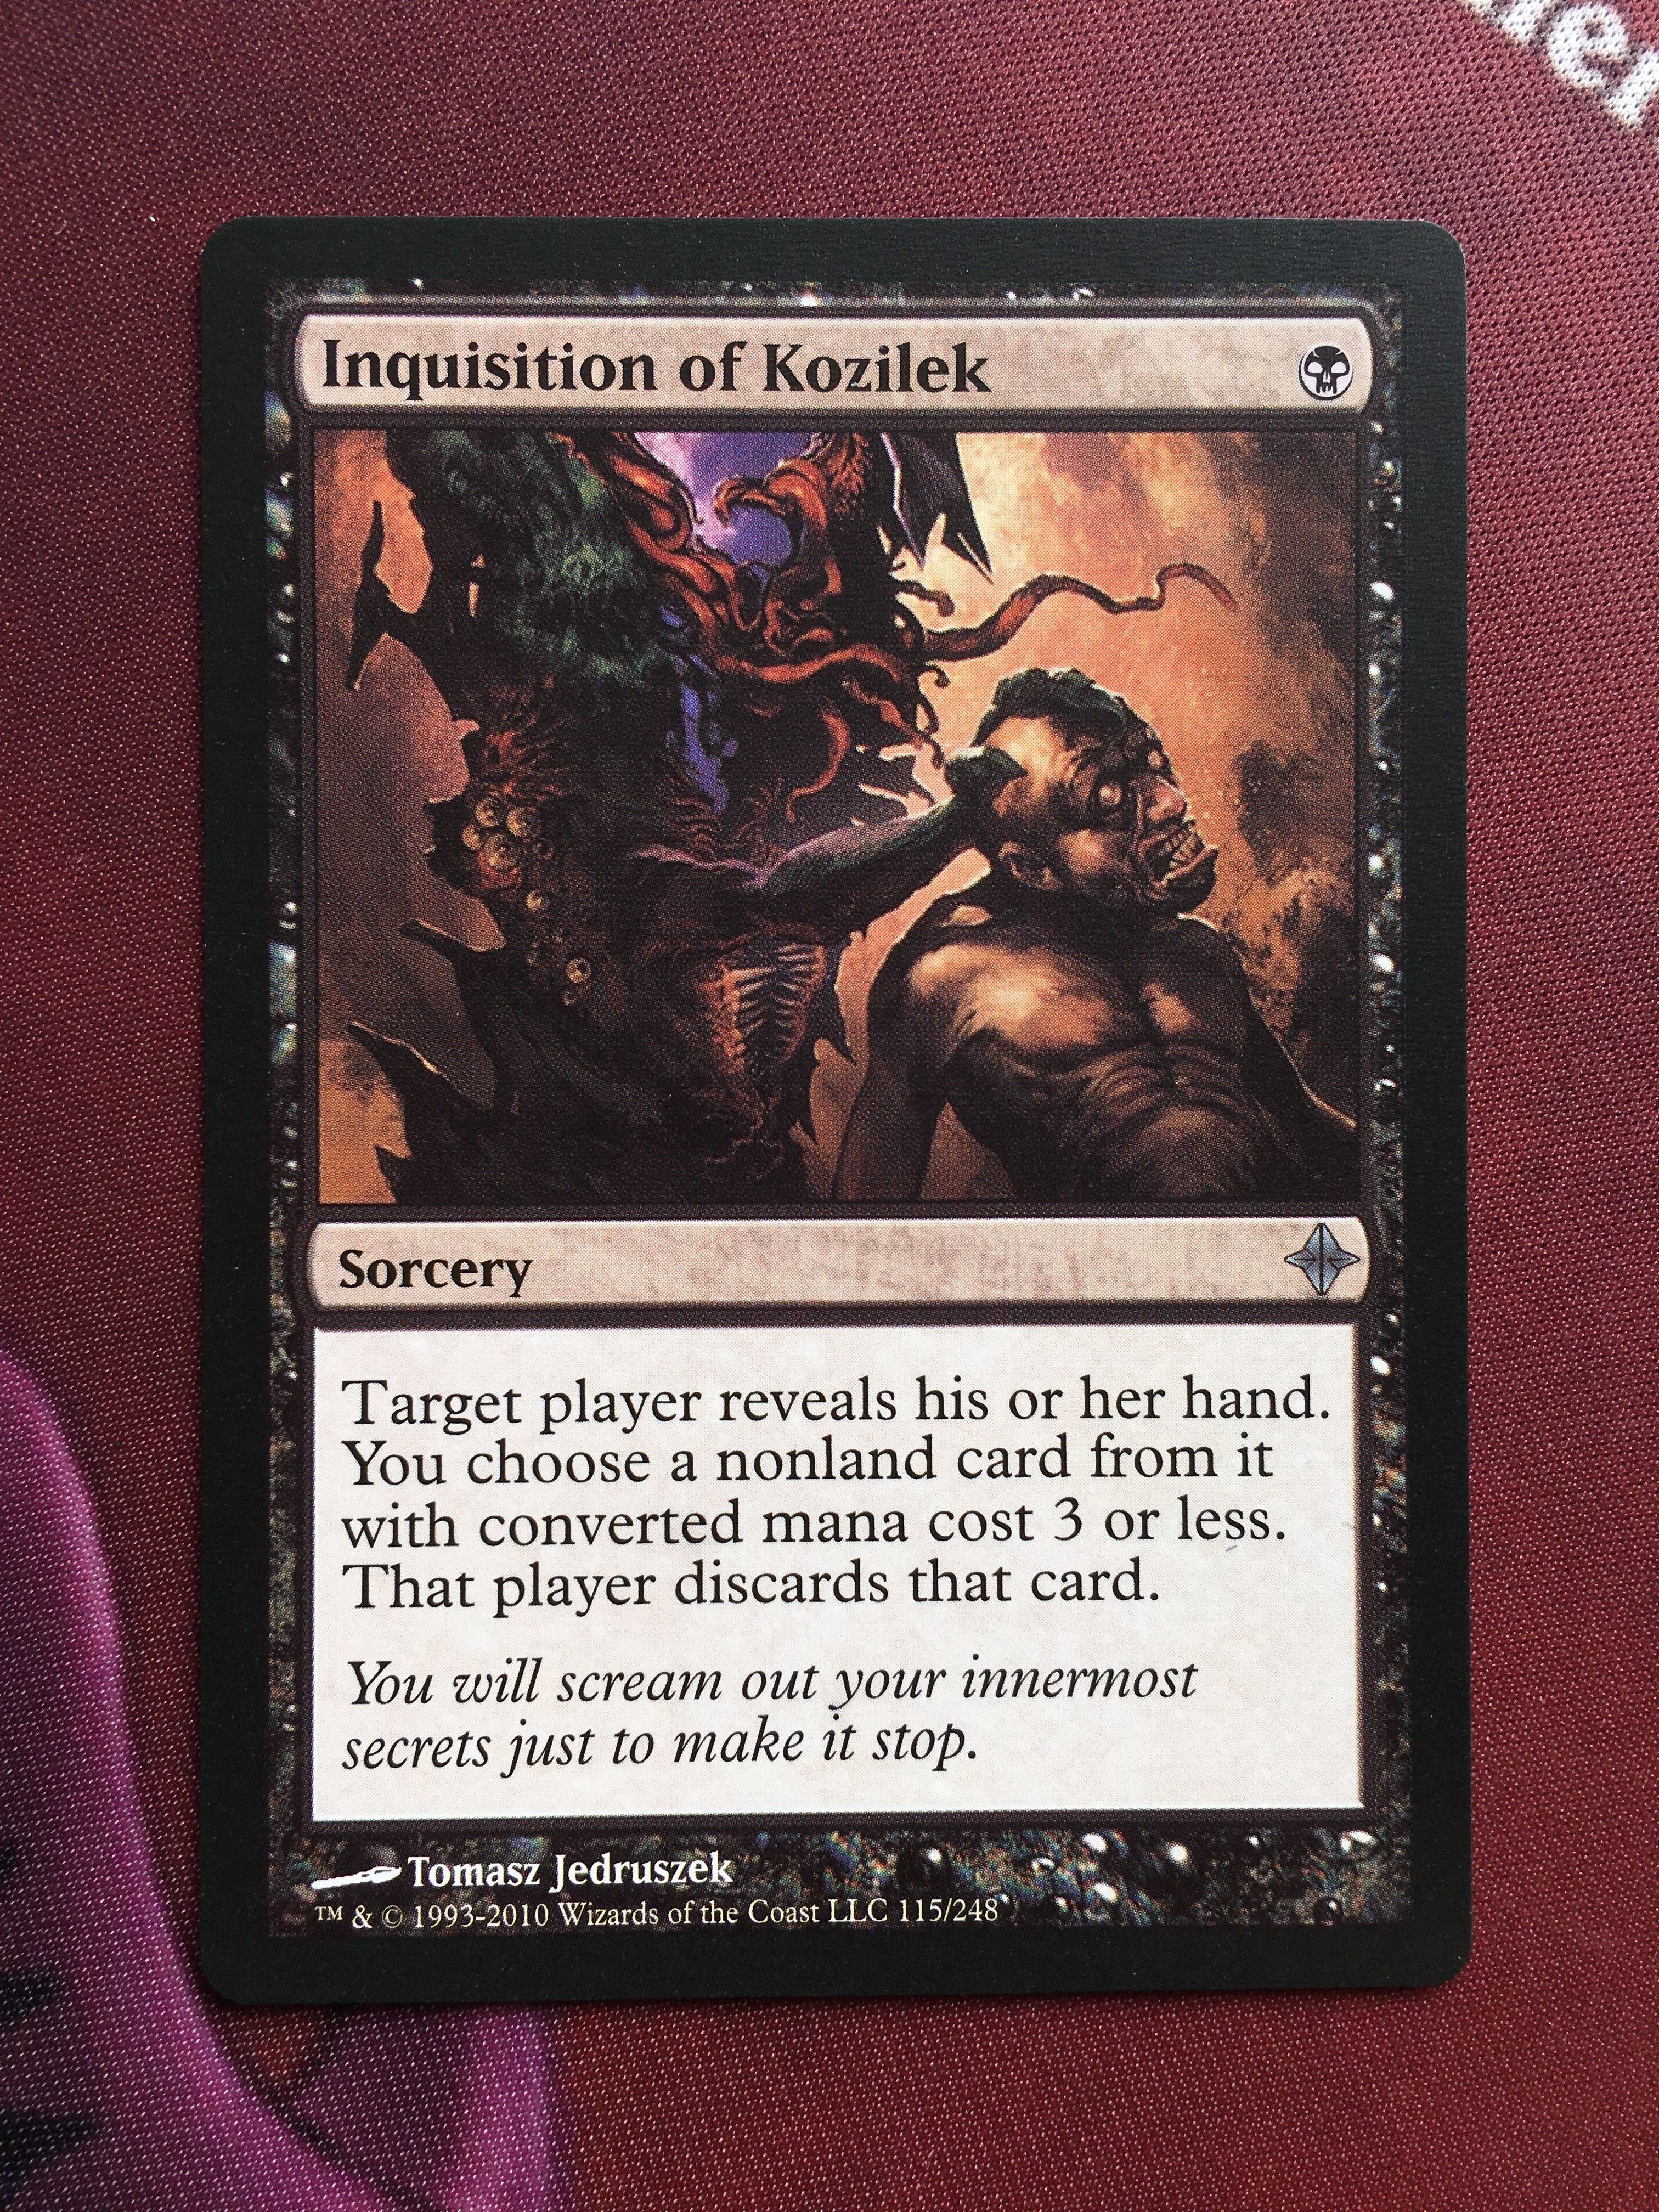 Inquisition of Kozilek
Sorcery
Target player reveals his or her hand.
You choose a nonland card from it
with converted mana cost 3 or less.
That player discards that card.
You will scream out your innermost
secrets just to make it stop.
Tomasz Jedruszek
™ & © 1993-2010 Wizards of the Coast LLC 115/248